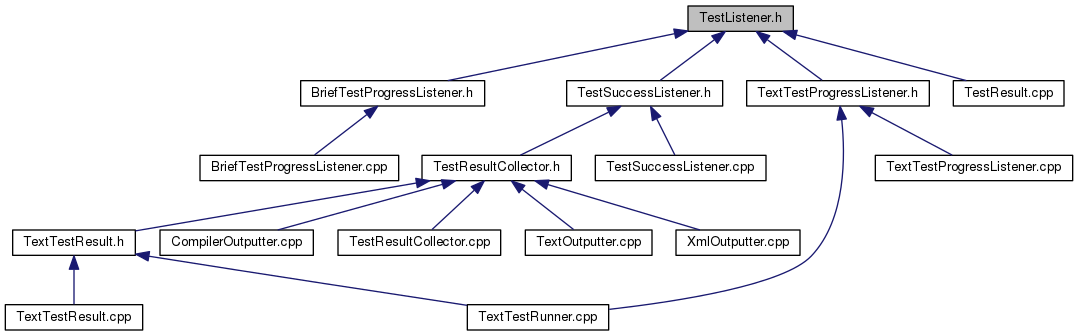 TestListener.h
BriefTestProgressListener.h
TestSuccessListener.h
TextTestProgressListener.h
TestResult.cpp
BriefTestProgressListener.cpp
TestResultCollector.h
TestSuccessListener.cpp
TextTestProgressListener.cpp
TextTestResult.h
CompilerOutputter.cpp
TestResultCollector.cpp
TextOutputter.cpp
XmlOutputter.cpp
TextTestResult.cpp
TextTestRunner.cpp